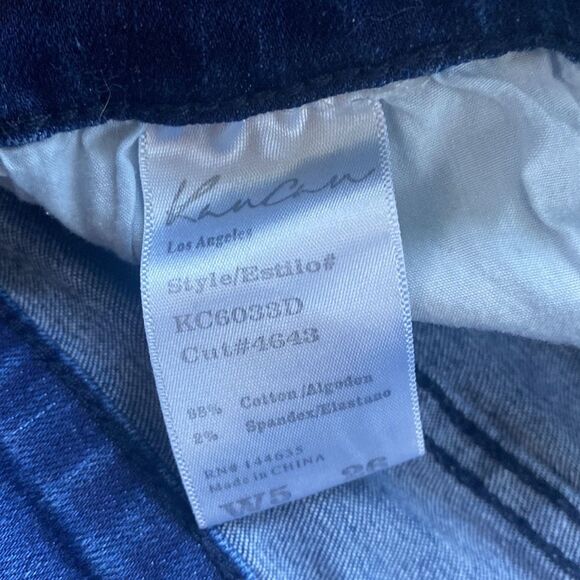 KanCan
Los Angeles
Style/Estilo#
KC6033D
Cut#4643
98% Cotton/Algodon
2% Spandex/Elastano
RN# 144635
Made in CHINA
W5 26